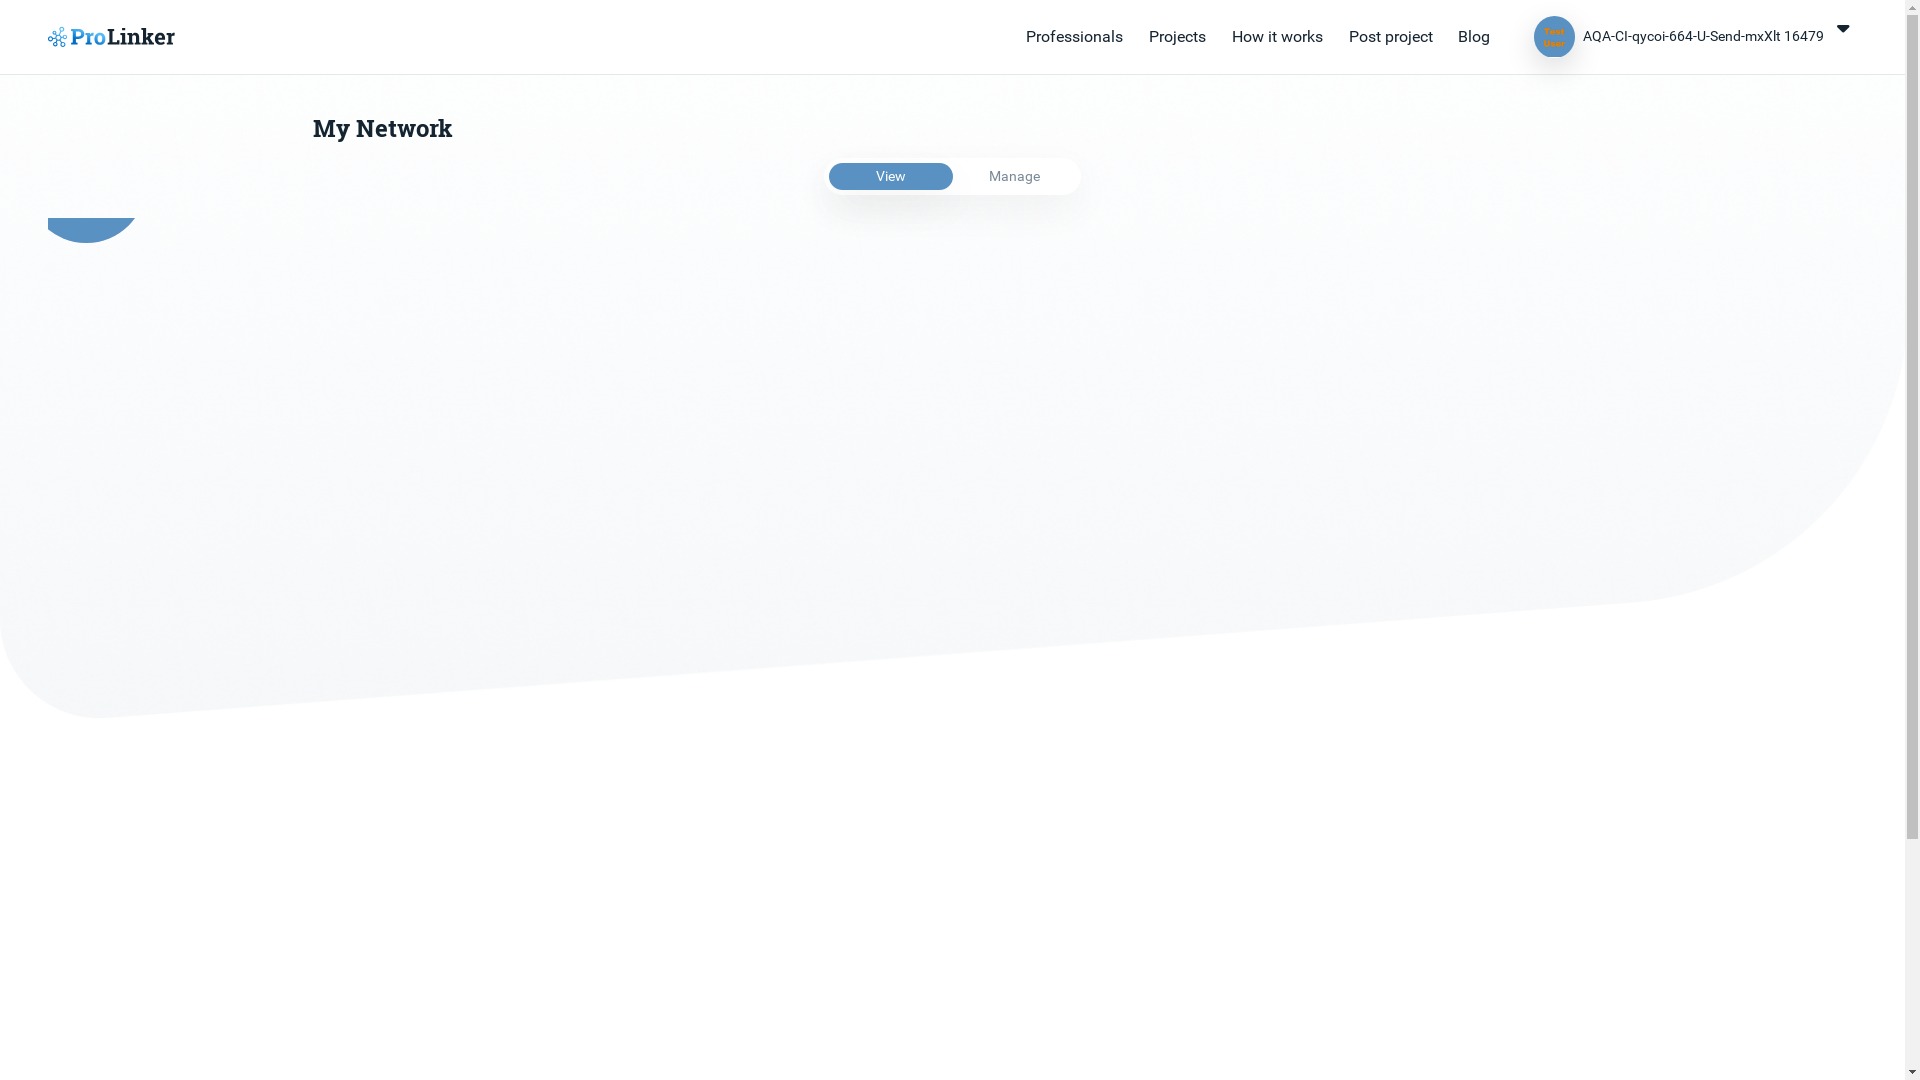 ProLinker
Professionals
Projects
How it works
Post project
Blog
Test
User
AQA-CI-qycoi-664-U-Send-mxXlt 16479
My Network
View
Manage